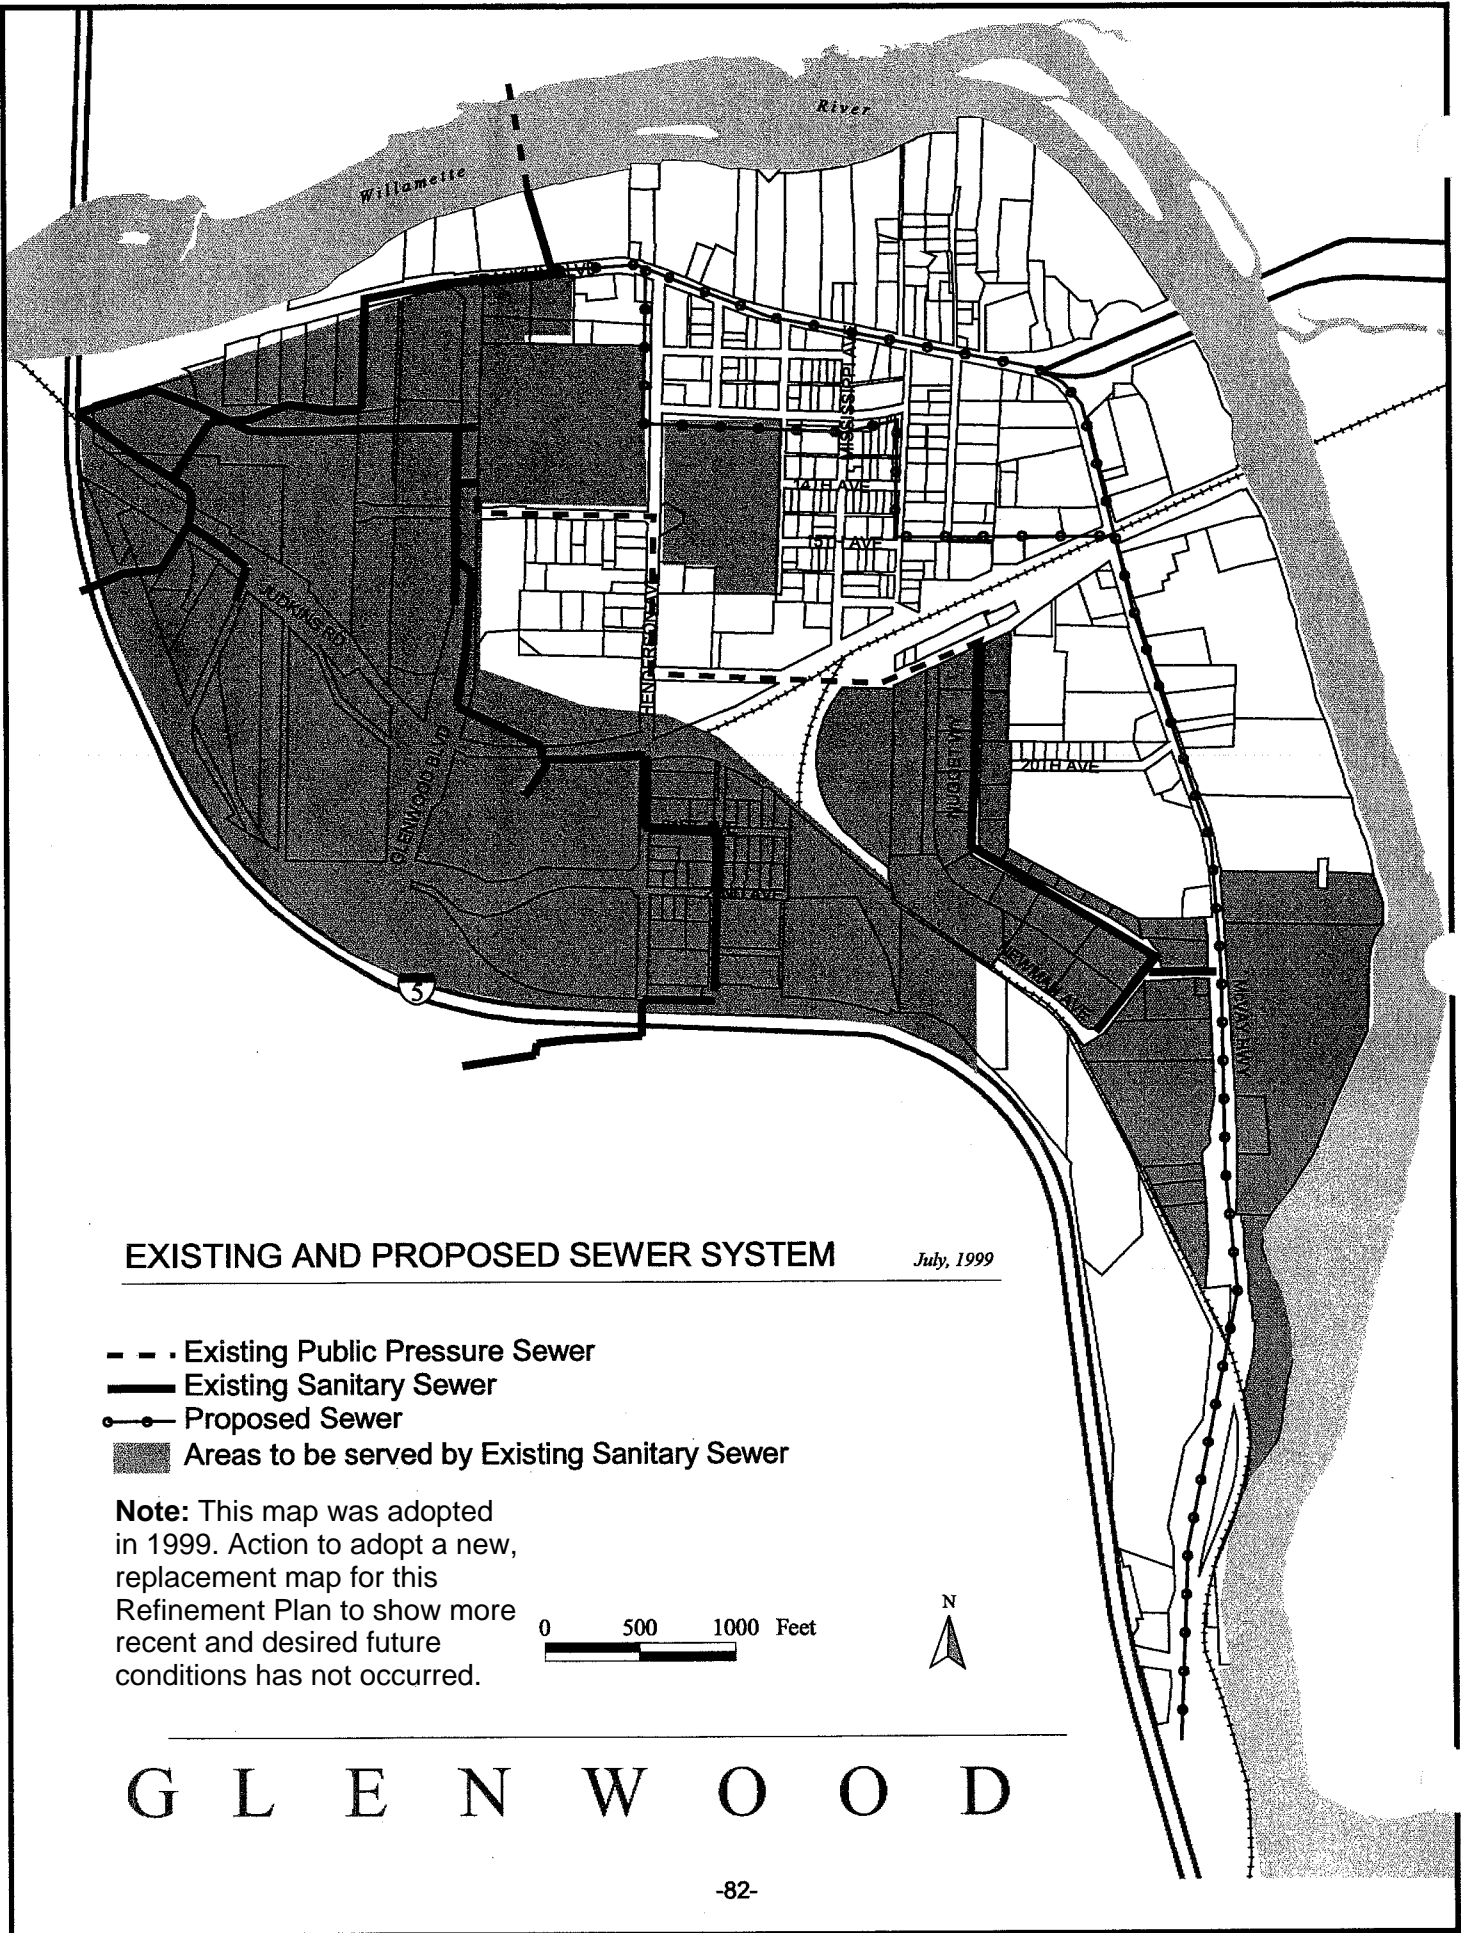 River
Willamette
MISSISSIPPI AVE
14TH AVE
15TH AVE
JUDKINS RD
HENDERSON AVE
GLENWOOD BLVD
NUGGET WY
20TH AVE
NEWMAN AVE
5
EXISTING AND PROPOSED SEWER SYSTEM
July, 1999
Existing Public Pressure Sewer
Existing Sanitary Sewer
Proposed Sewer
Areas to be served by Existing Sanitary Sewer
Note: This map was adopted
in 1999. Action to adopt a new,
replacement map for this
Refinement Plan to show more
recent and desired future
conditions has not occurred.
0 500 1000 Feet
N
GLENWOOD
-82-